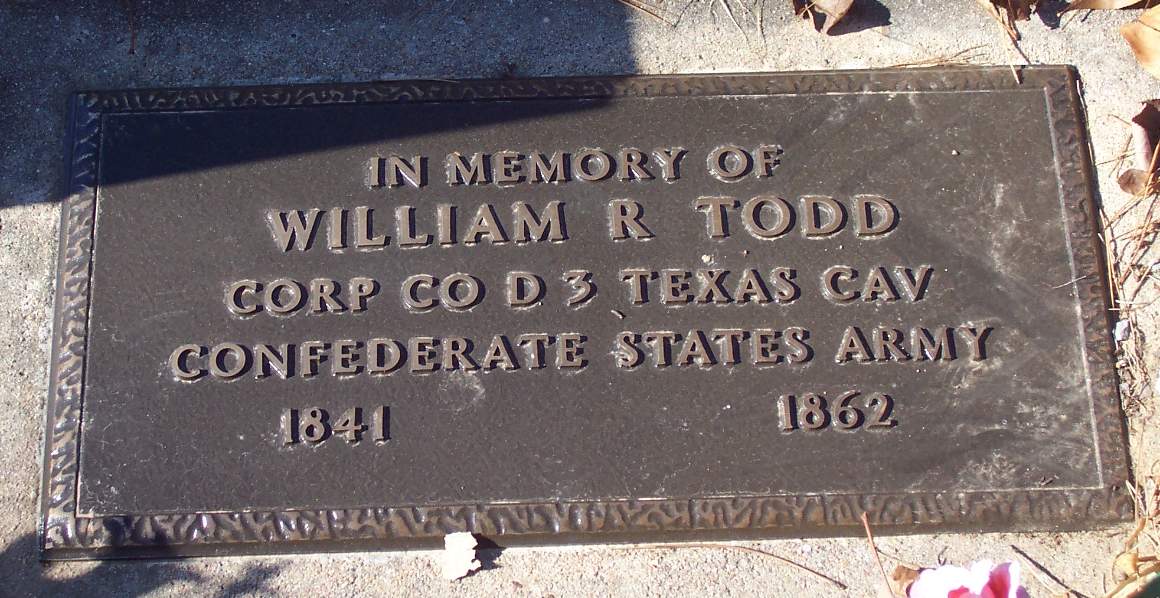 IN MEMORY OF
WILLIAM R TODD
CORP CO D 3 TEXAS CAV
CONFEDERATE STATES ARMY
1841 1862